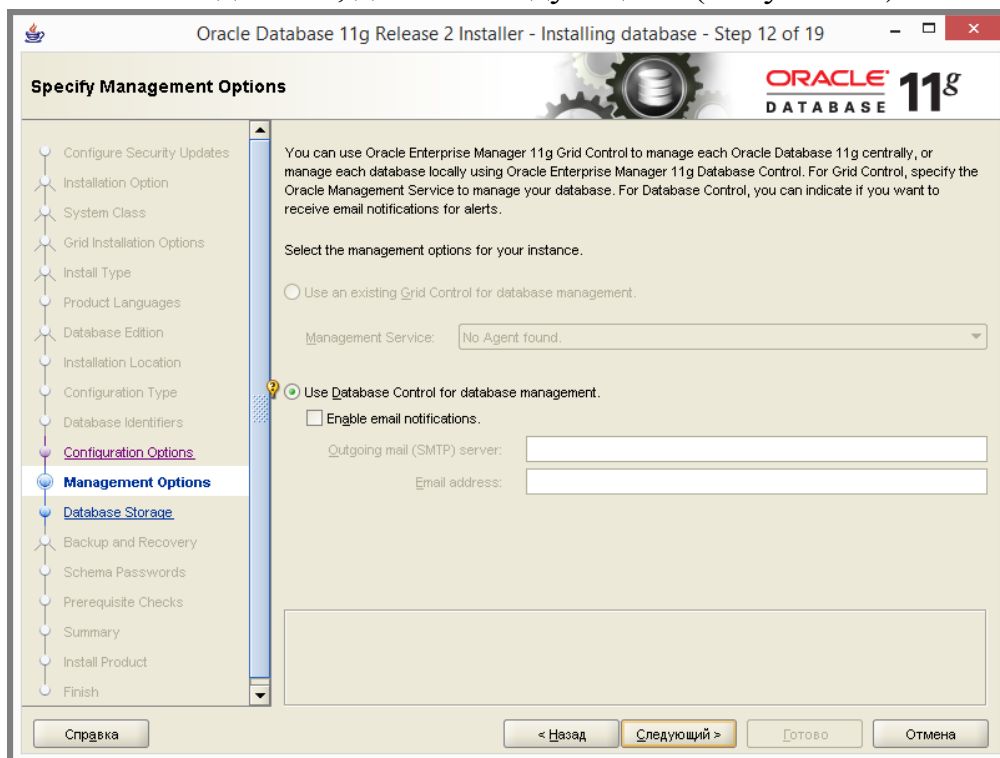 Oracle Database 11g Release 2 Installer - Installing database - Step 12 of 19
Specify Management Options
ORACLE 11g
DATABASE
Configure Security Updates
Installation Option
System Class
Grid Installation Options
Install Type
Product Languages
Database Edition
Installation Location
Configuration Type
Database Identifiers
Configuration Options
Management Options
Database Storage
Backup and Recovery
Schema Passwords
Prerequisite Checks
Summary
Install Product
Finish
You can use Oracle Enterprise Manager 11g Grid Control to manage each Oracle Database 11g centrally, or
manage each database locally using Oracle Enterprise Manager 11g Database Control. For Grid Control, specify the
Oracle Management Service to manage your database. For Database Control, you can indicate if you want to
receive email notifications for alerts.
Select the management options for your instance.
Use an existing Grid Control for database management.
Management Service: No Agent found.
Use Database Control for database management.
Enable email notifications.
Outgoing mail (SMTP) server:
Email address:
Справка < Назад Следующий > Готово Отмена